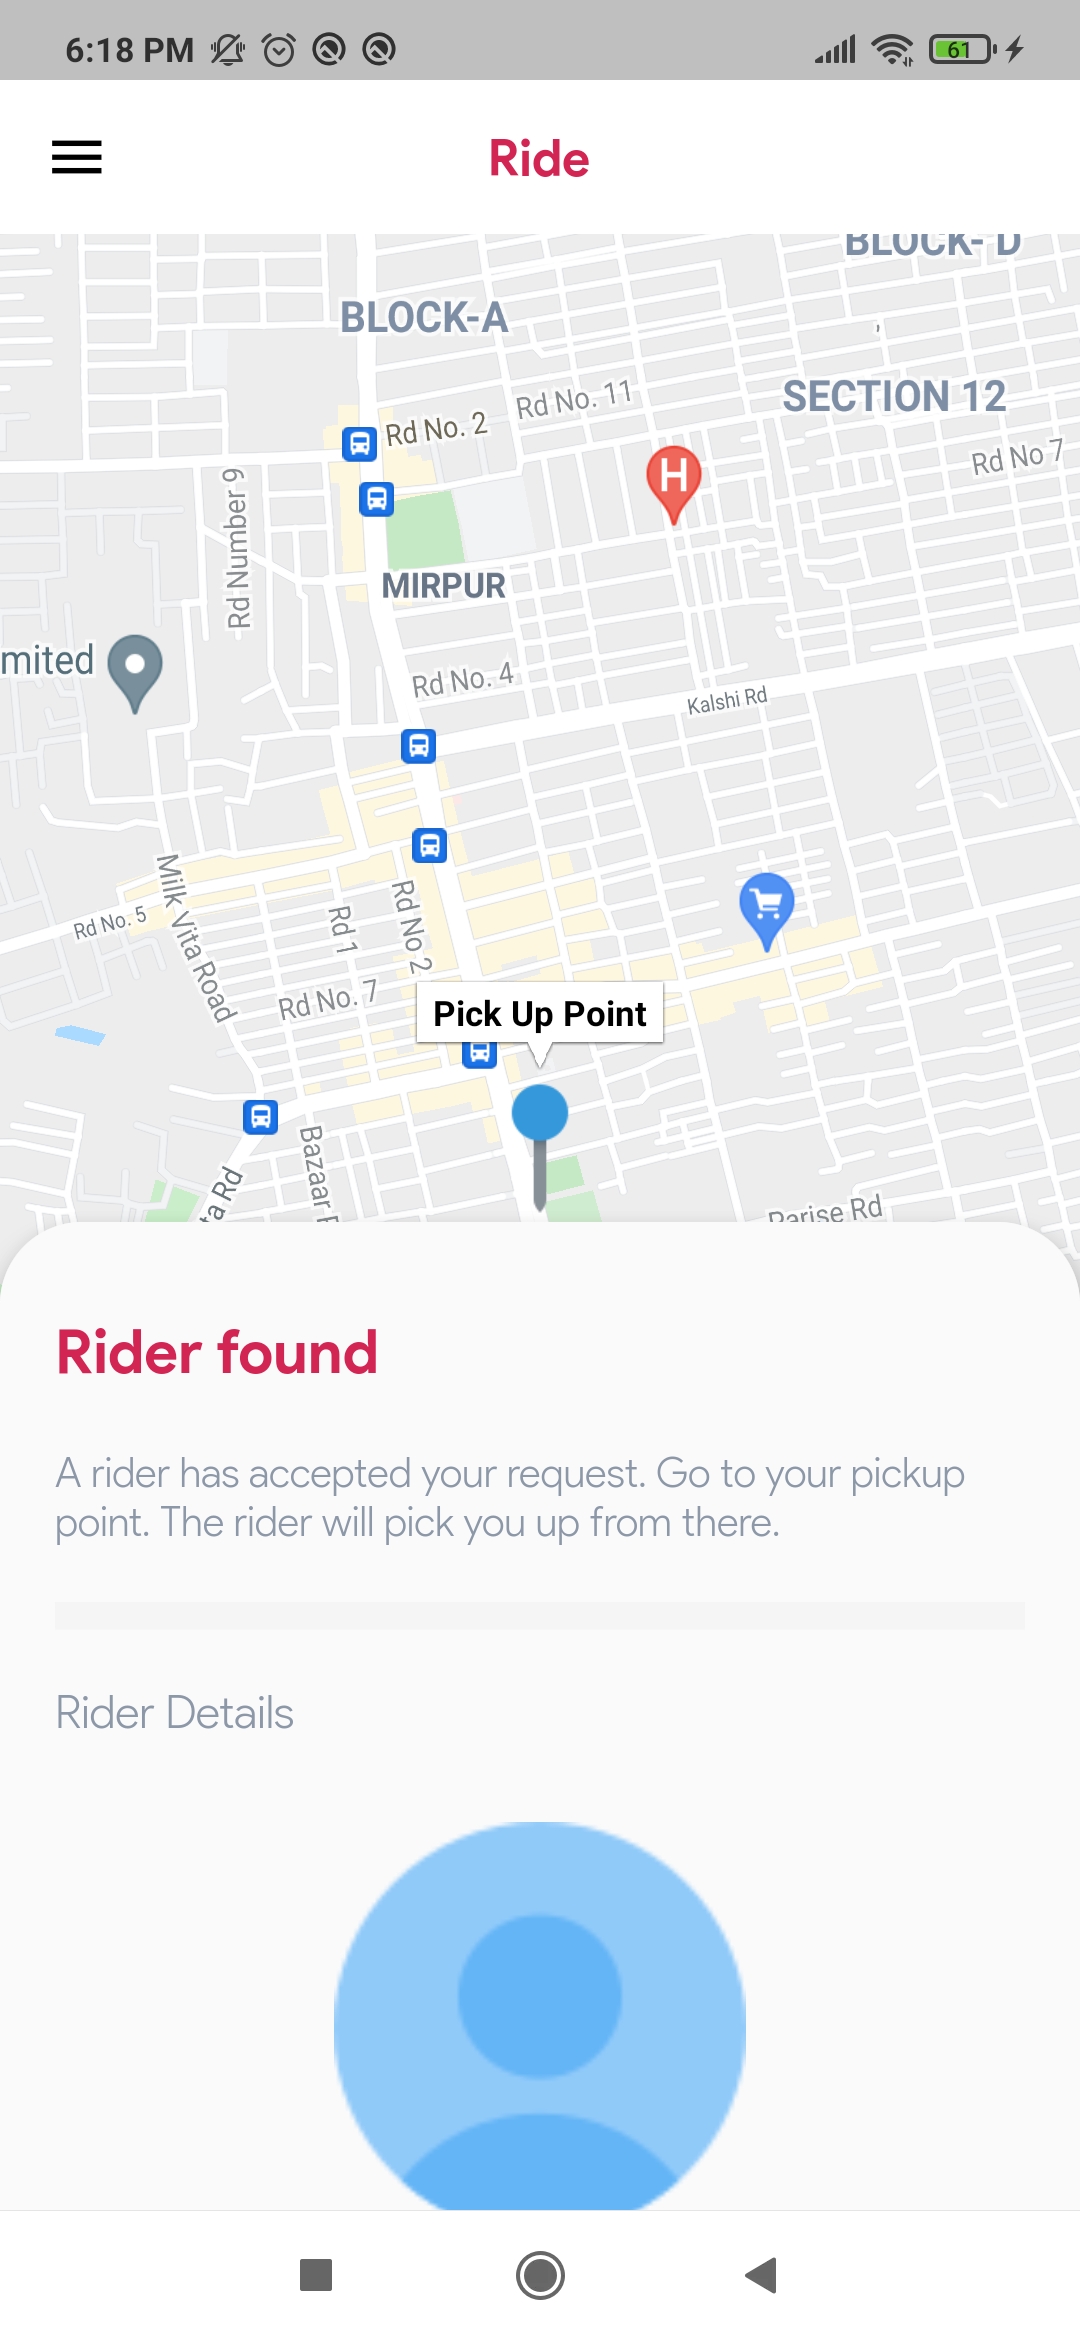 6:18 PM
61
Ride
BLOCK- D
BLOCK-A
SECTION 12
Rd No. 11
Rd No. 2
Rd No 7
H
Rd Number 9
MIRPUR
mited
Rd No. 4
Kalshi Rd
Milk Vita Road
Rd No. 5
Rd 1
Rd No 2
Rd No. 7
Pick Up Point
Bazaar
ta Rd
Parise Rd
Rider found
A rider has accepted your request. Go to your pickup
point. The rider will pick you up from there.
Rider Details